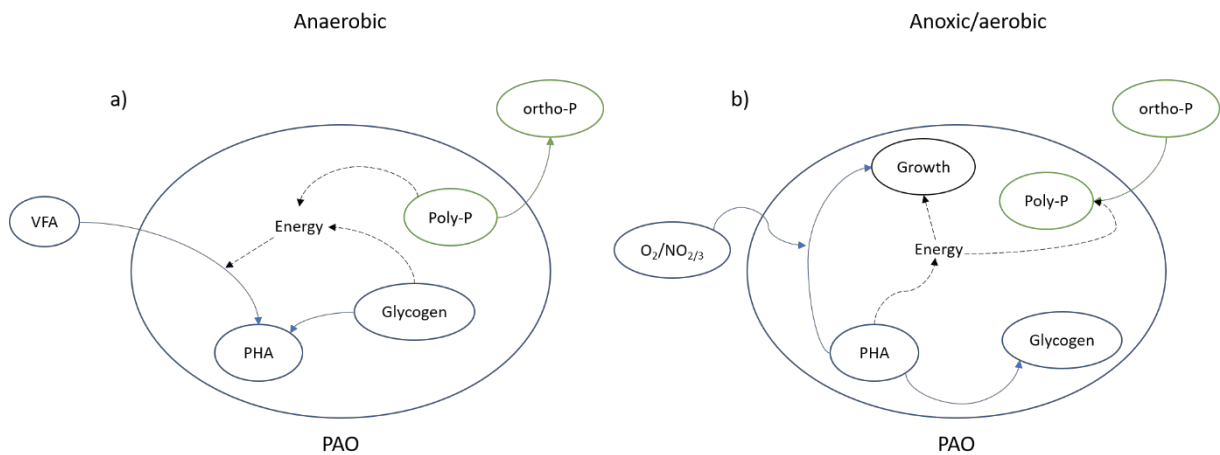 Anaerobic
a)
ortho-P
VFA
Poly-P
Energy
Glycogen
PHA
PAO
Anoxic/aerobic
b)
ortho-P
Growth
Poly-P
O₂/NO₂/₃
Energy
PHA
Glycogen
PAO